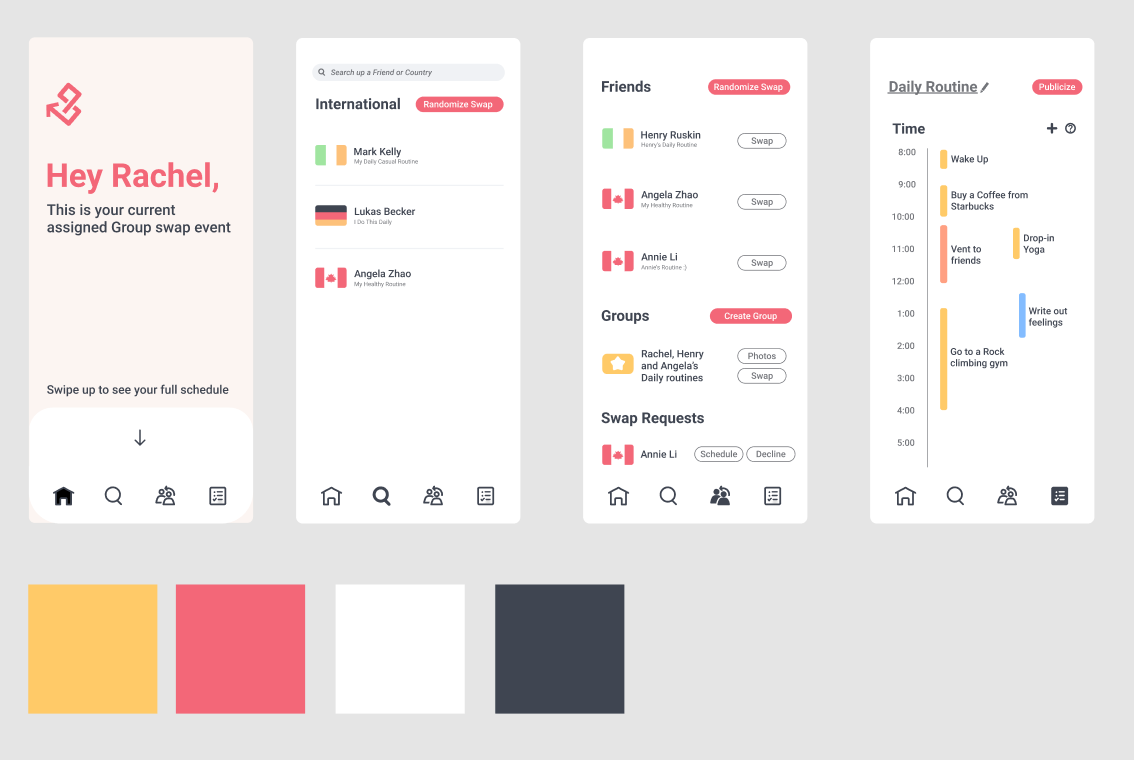 Hey Rachel,
This is your current
assigned Group swap event
Swipe up to see your full schedule
Search up a Friend or Country
International
Randomize Swap
Mark Kelly
My Daily Casual Routine
Lukas Becker
I Do This Daily
Angela Zhao
My Healthy Routine
Friends
Randomize Swap
Henry Ruskin
Henry's Daily Routine
Swap
Angela Zhao
My Healthy Routine
Swap
Annie Li
Annie's Routine :)
Swap
Groups
Create Group
Rachel, Henry
and Angela's
Daily routines
Photos
Swap
Swap Requests
Annie Li
Schedule
Decline
Daily Routine
Publicize
Time
8:00
Wake Up
9:00
Buy a Coffee from
Starbucks
10:00
11:00
Vent to
friends
Drop-in
Yoga
12:00
1:00
Write out
feelings
2:00
Go to a Rock
climbing gym
3:00
4:00
5:00